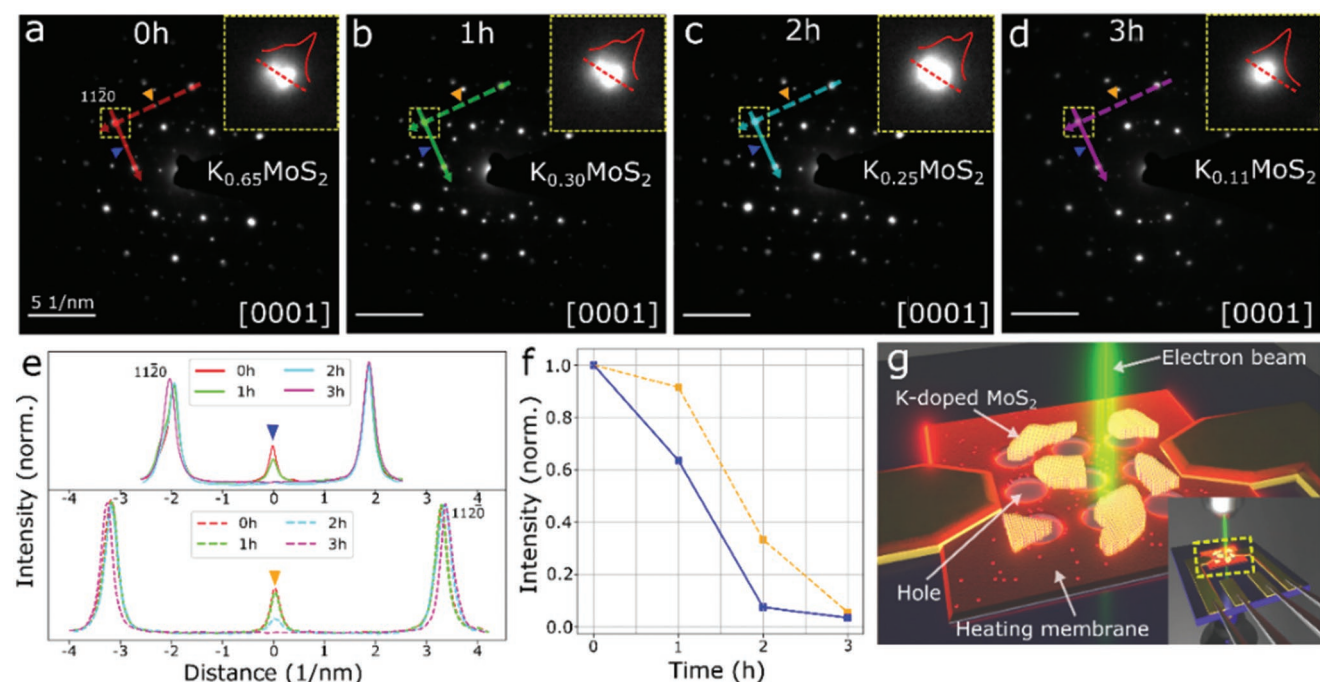 a 0h
b 1h
c 2h
d 3h
112̄0
K0.65MoS2
K0.30MoS2
K0.25MoS2
K0.11MoS2
5 1/nm
[0001]
[0001]
[0001]
[0001]
e
Intensity (norm.)
112̄0
0h 2h
1h 3h
-4 -3 -2 -1 0 1 2 3 4
112̄0
0h 2h
1h 3h
-4 -3 -2 -1 0 1 2 3 4
Distance (1/nm)
f
Intensity (norm.)
1.0
0.8
0.6
0.4
0.2
0.0
0 1 2 3
Time (h)
g
Electron beam
K-doped MoS2
Hole
Heating membrane